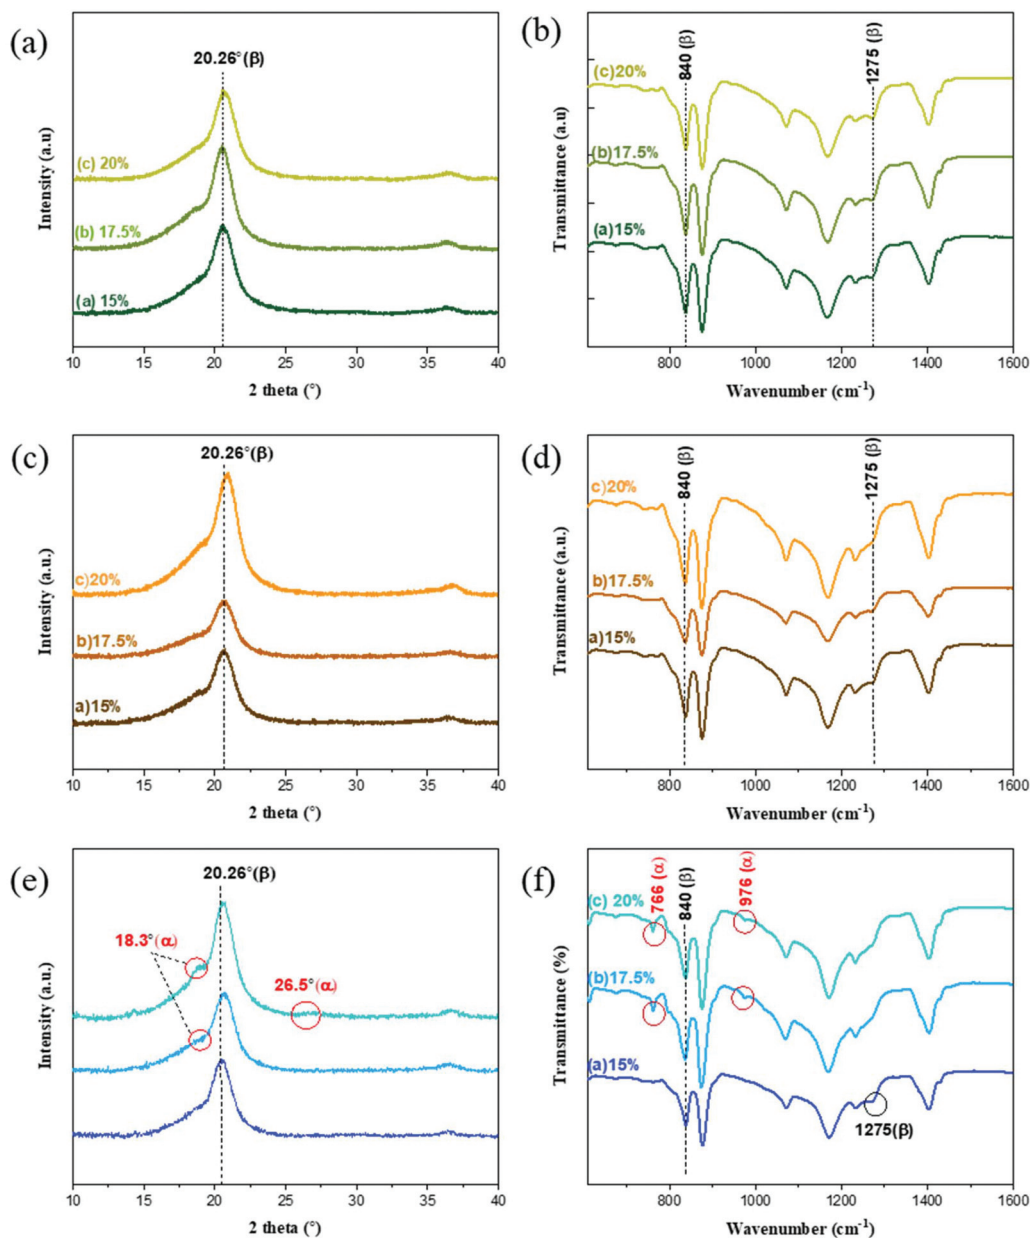 (a)
20.26°(β)
(c) 20%
(b) 17.5%
(a) 15%
Intensity (a.u)
10 15 20 25 30 35 40
2 theta (°)
(b)
840 (β)
1275 (β)
(c)20%
(b)17.5%
(a)15%
Transmittance (a.u)
800 1000 1200 1400 1600
Wavenumber (cm⁻¹)
(c)
20.26°(β)
c)20%
b)17.5%
a)15%
Intensity (a.u.)
10 15 20 25 30 35 40
2 theta (°)
(d)
840 (β)
1275 (β)
c)20%
b)17.5%
a)15%
Transmittance (a.u.)
800 1000 1200 1400 1600
Wavenumber (cm⁻¹)
(e)
20.26°(β)
18.3°(α)
26.5°(α)
Intensity (a.u.)
10 15 20 25 30 35 40
2 theta (°)
(f)
766 (α)
840 (β)
976 (α)
(c) 20%
(b)17.5%
(a)15%
1275(β)
Transmittance (%)
800 1000 1200 1400 1600
Wavenumber (cm⁻¹)